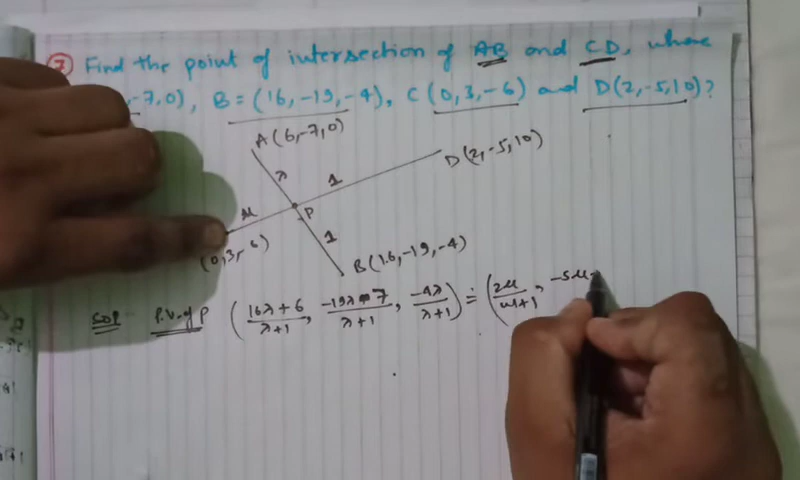 7 Find the point of intersection of AB and CD, where
-7,0), B = (16, -19, -4), C (0,3,-6) and D(2,-5,10)?
A (6,-7,0)
D (2,-5,10)
λ 1
μ P
1
(0,3,-6)
B (16,-19,-4)
Sol P.V. of P (16λ+6/λ+1, -19λ-7/λ+1, -4λ/λ+1) = (2μ/μ+1, -5μ